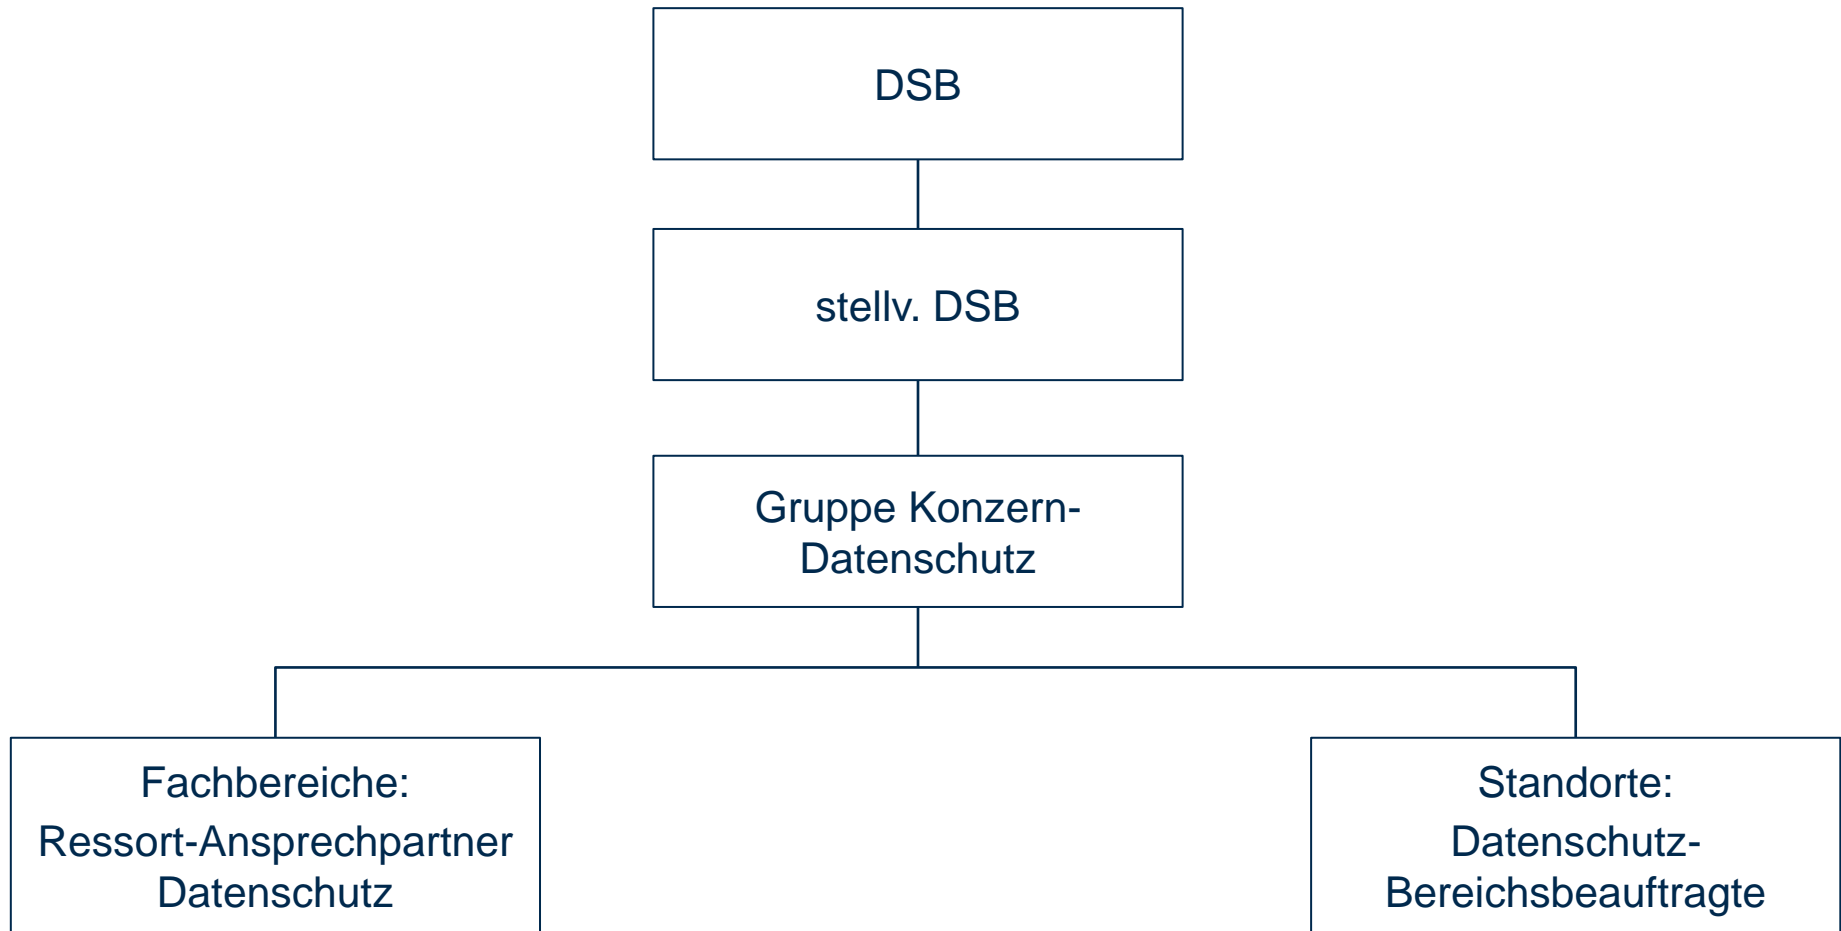 DSB
stellv. DSB
Gruppe Konzern-
Datenschutz
Fachbereiche:
Ressort-Ansprechpartner
Datenschutz
Standorte:
Datenschutz-
Bereichsbeauftragte